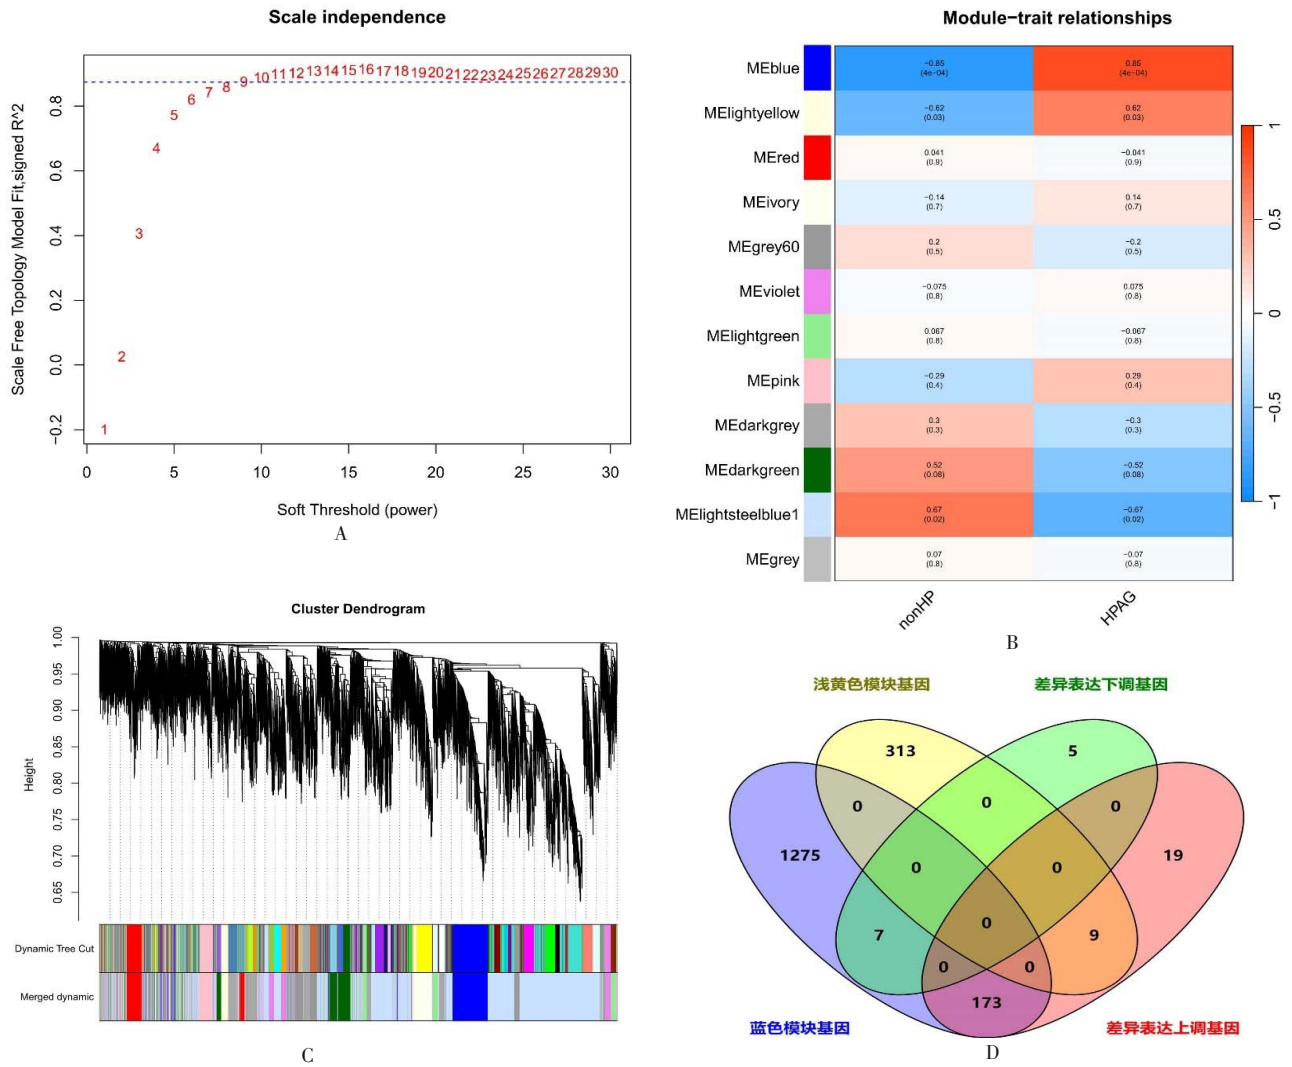 Scale independence
Scale Free Topology Model Fit,signed R^2
0.8
0.6
0.4
0.2
0.0
−0.2
1
2
3
4
5
6
7
8
9
10 11 12 13 14 15 16 17 18 19 20 21 22 23 24 25 26 27 28 29 30
0 5 10 15 20 25 30
Soft Threshold (power)
A
Module−trait relationships
MEblue −0.85 (4e−04) 0.85 (4e−04)
MElightyellow −0.62 (0.03) 0.62 (0.03)
MEred 0.041 (0.9) −0.041 (0.9)
MEivory −0.14 (0.7) 0.14 (0.7)
MEgrey60 0.2 (0.5) −0.2 (0.5)
MEviolet −0.075 (0.8) 0.075 (0.8)
MElightgreen 0.067 (0.8) −0.067 (0.8)
MEpink −0.29 (0.4) 0.29 (0.4)
MEdarkgrey 0.3 (0.3) −0.3 (0.3)
MEdarkgreen 0.52 (0.08) −0.52 (0.08)
MElightsteelblue1 0.67 (0.02) −0.67 (0.02)
MEgrey 0.07 (0.8) −0.07 (0.8)
nonHP HPAG
1
0.5
0
−0.5
−1
B
Cluster Dendrogram
Height
1.00
0.95
0.90
0.85
0.80
0.75
0.70
0.65
Dynamic Tree Cut
Merged dynamic
C
浅黄色模块基因 差异表达下调基因
313 5
0 0 0
1275 0 0 19
7 0 9
0 0
173
蓝色模块基因 差异表达上调基因
D